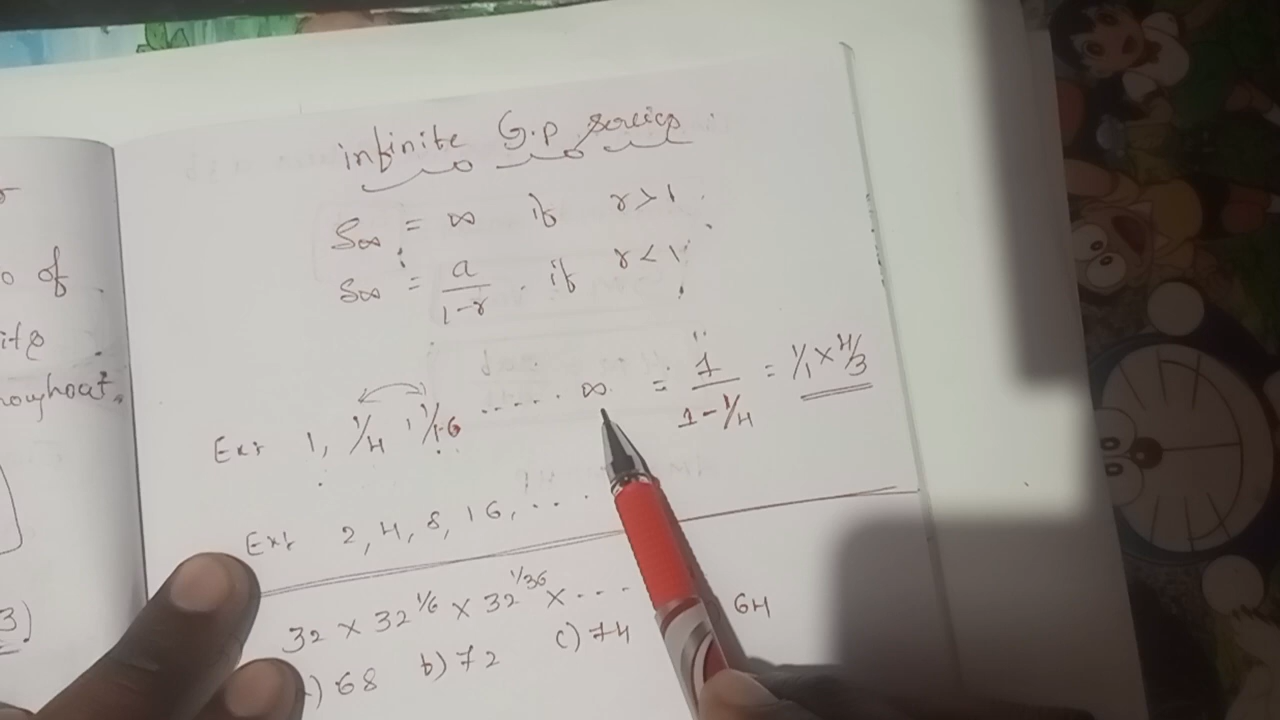 infinite G.P series
S∞ = ∞ if r > 1
S∞ = a/1-r . if r < 1
Ex: 1, 1/4, 1/16 ..... ∞ = 1/1-1/4 = 1/1 × 4/3
Ex: 2, 4, 8, 16, ...
32 × 32^1/6 × 32^1/36 × ...
) 68 b) 72 c) 74 64
of
3)